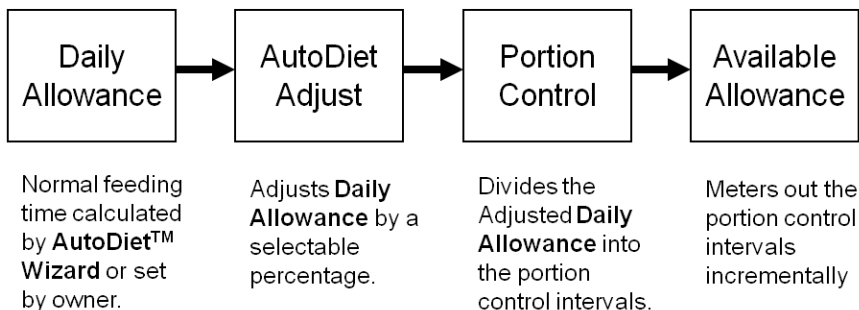 Daily
Allowance
AutoDiet
Adjust
Portion
Control
Available
Allowance
Normal feeding
time calculated
by AutoDiet™
Wizard or set
by owner.
Adjusts Daily
Allowance by a
selectable
percentage.
Divides the
Adjusted Daily
Allowance into
the portion
control intervals.
Meters out the
portion control
intervals
incrementally